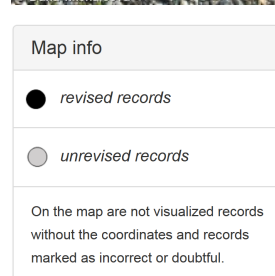 Map info
revised records
unrevised records
On the map are not visualized records
without the coordinates and records
marked as incorrect or doubtful.